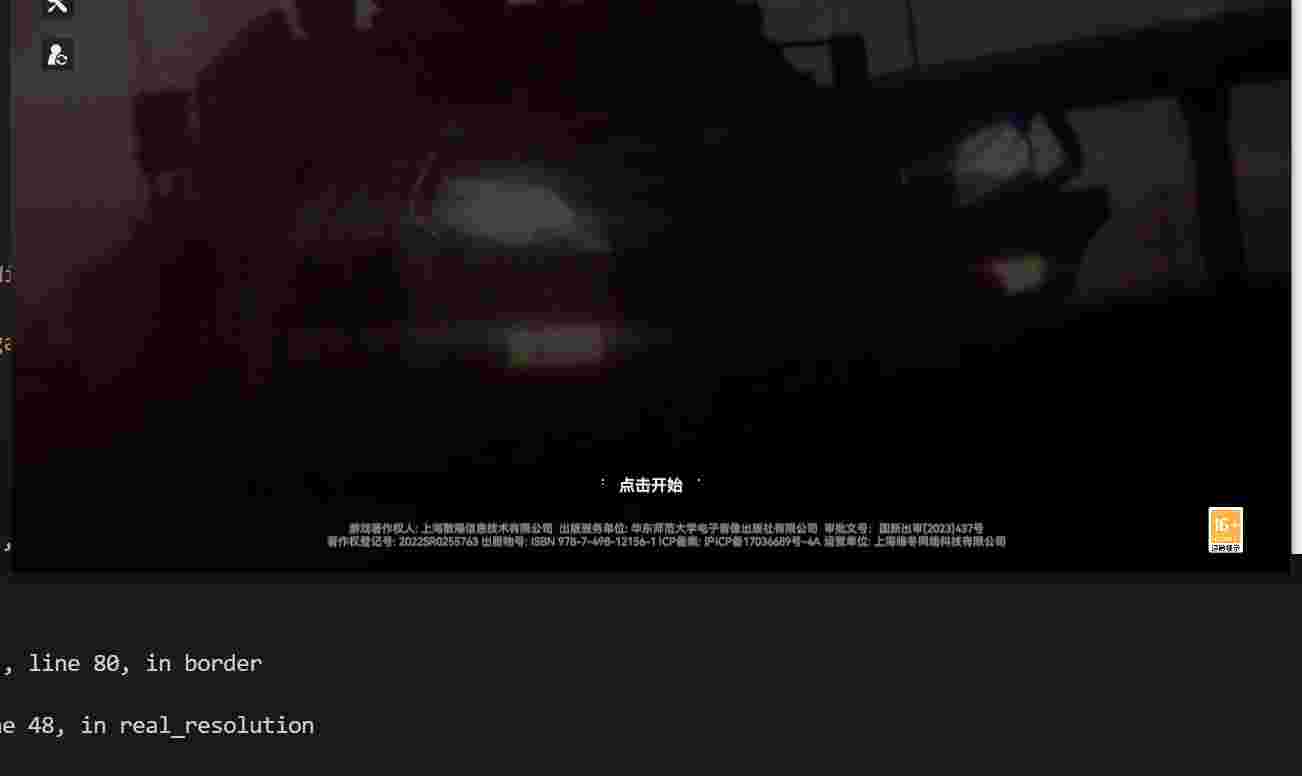 点击开始
游戏著作权人: 上海散爆信息技术有限公司 出版服务单位: 华东师范大学电子音像出版社有限公司 审批文号: 国新出审[2023]437号
著作权登记号: 2022SR0255763 出版物号: ISBN 978-7-498-12156-1 ICP备案: 沪ICP备17036689号-4A 运营单位: 上海暝冬网络科技有限公司
16+
适龄提示
, line 80, in border
e 48, in real_resolution